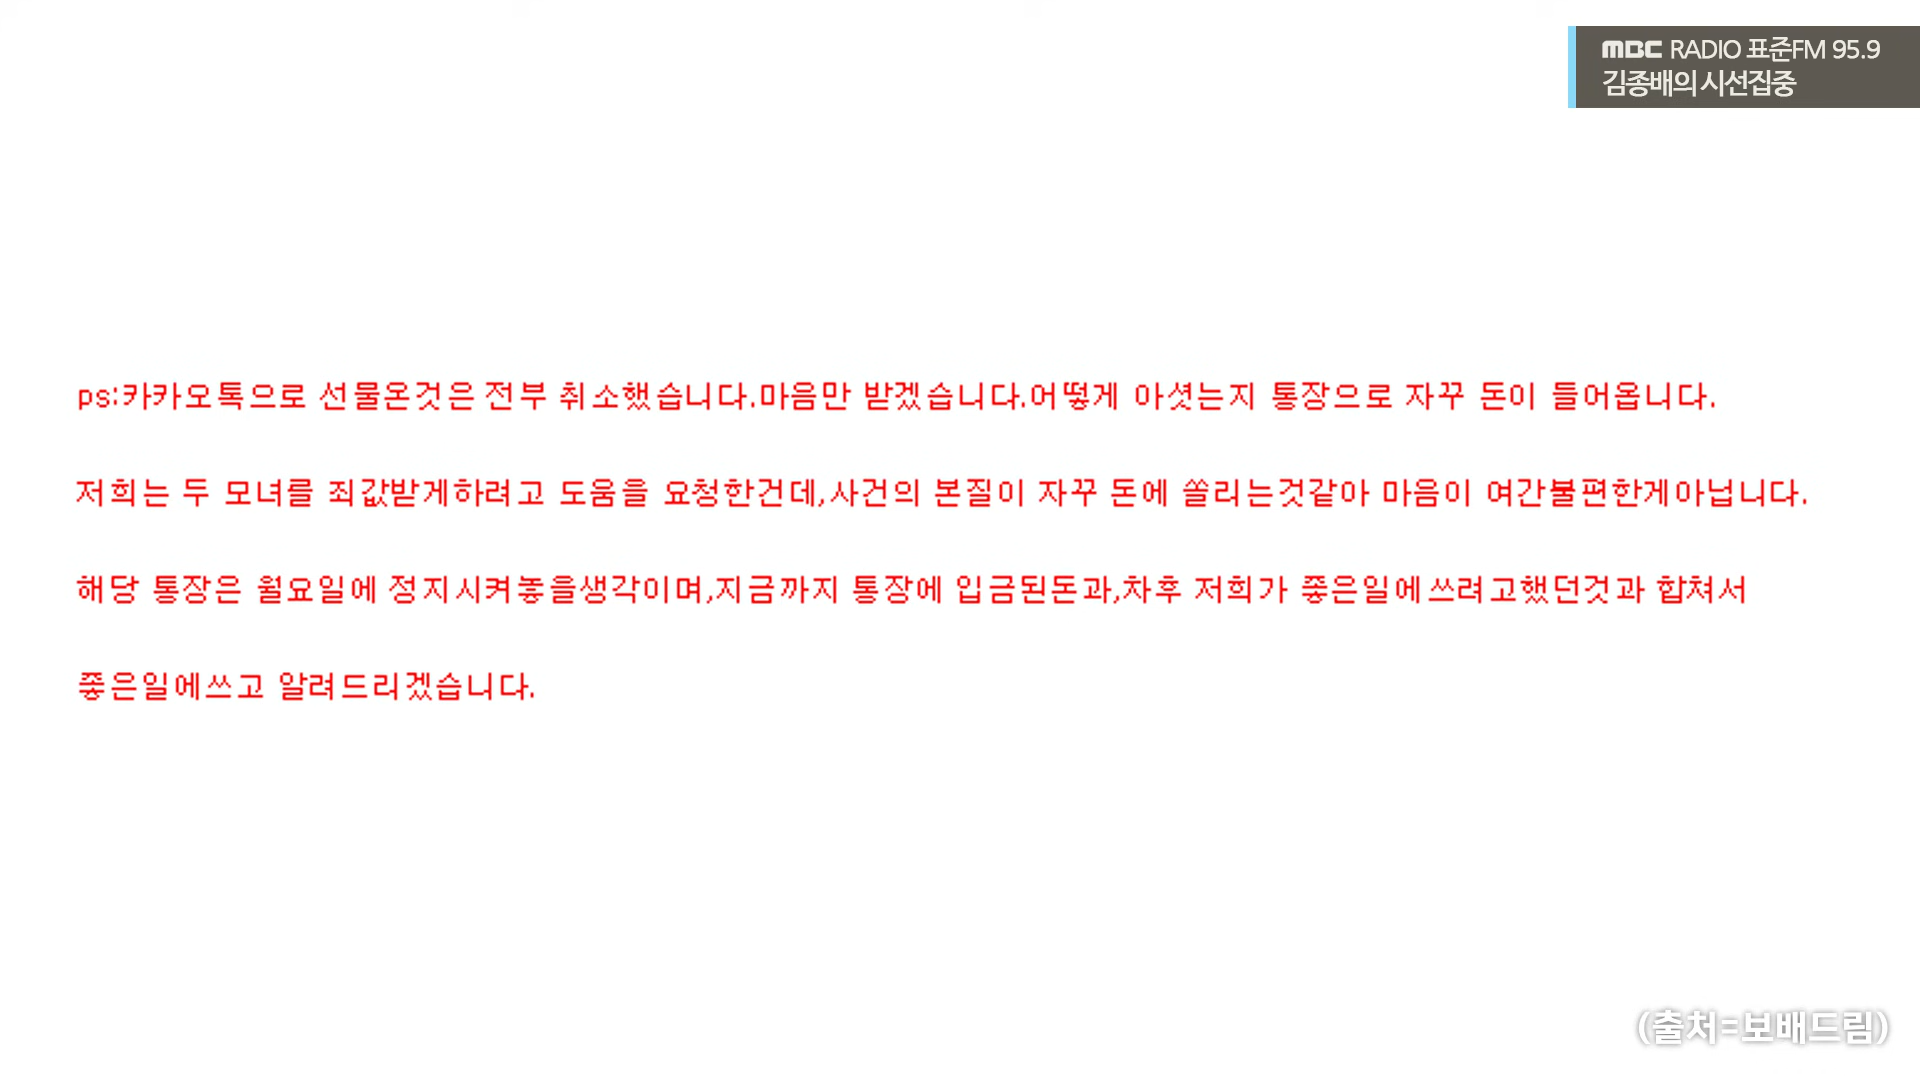 MBC RADIO 표준FM 95.9
김종배의 시선집중
ps:카카오톡으로 선물온것은 전부 취소했습니다.마음만 받겠습니다.어떻게 아셧는지 통장으로 자꾸 돈이 들어옵니다.
저희는 두 모녀를 죄값받게하려고 도움을 요청한건데,사건의 본질이 자꾸 돈에 쏠리는것같아 마음이 여간불편한게아닙니다.
해당 통장은 월요일에 정지시켜놓을생각이며,지금까지 통장에 입금된돈과,차후 저희가 좋은일에쓰려고했던것과 합쳐서
좋은일에쓰고 알려드리겠습니다.
(출처=보배드림)